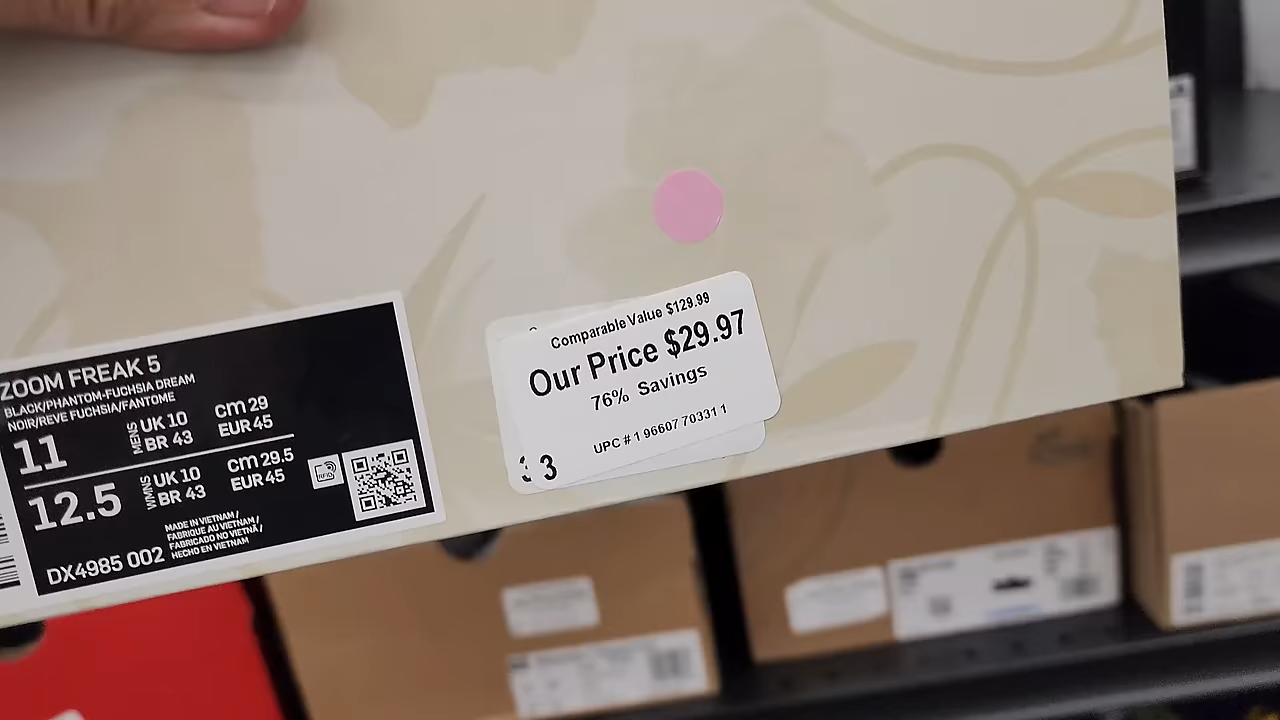 ZOOM FREAK 5
BLACK/PHANTOM-FUCHSIA DREAM
NOIR/REVE FUCHSIA/FANTOME
11
MENS
UK 10
BR 43
cm 29
EUR 45
12.5
WMNS
UK 10
BR 43
cm 29.5
EUR 45
RFID
DX4985 002
MADE IN VIETNAM /
FABRIQUE AU VIETNAM /
FABRICADO NO VIETNÃ /
HECHO EN VIETNAM
Comparable Value $129.99
Our Price $29.97
76% Savings
UPC # 1 96607 70331 1
3